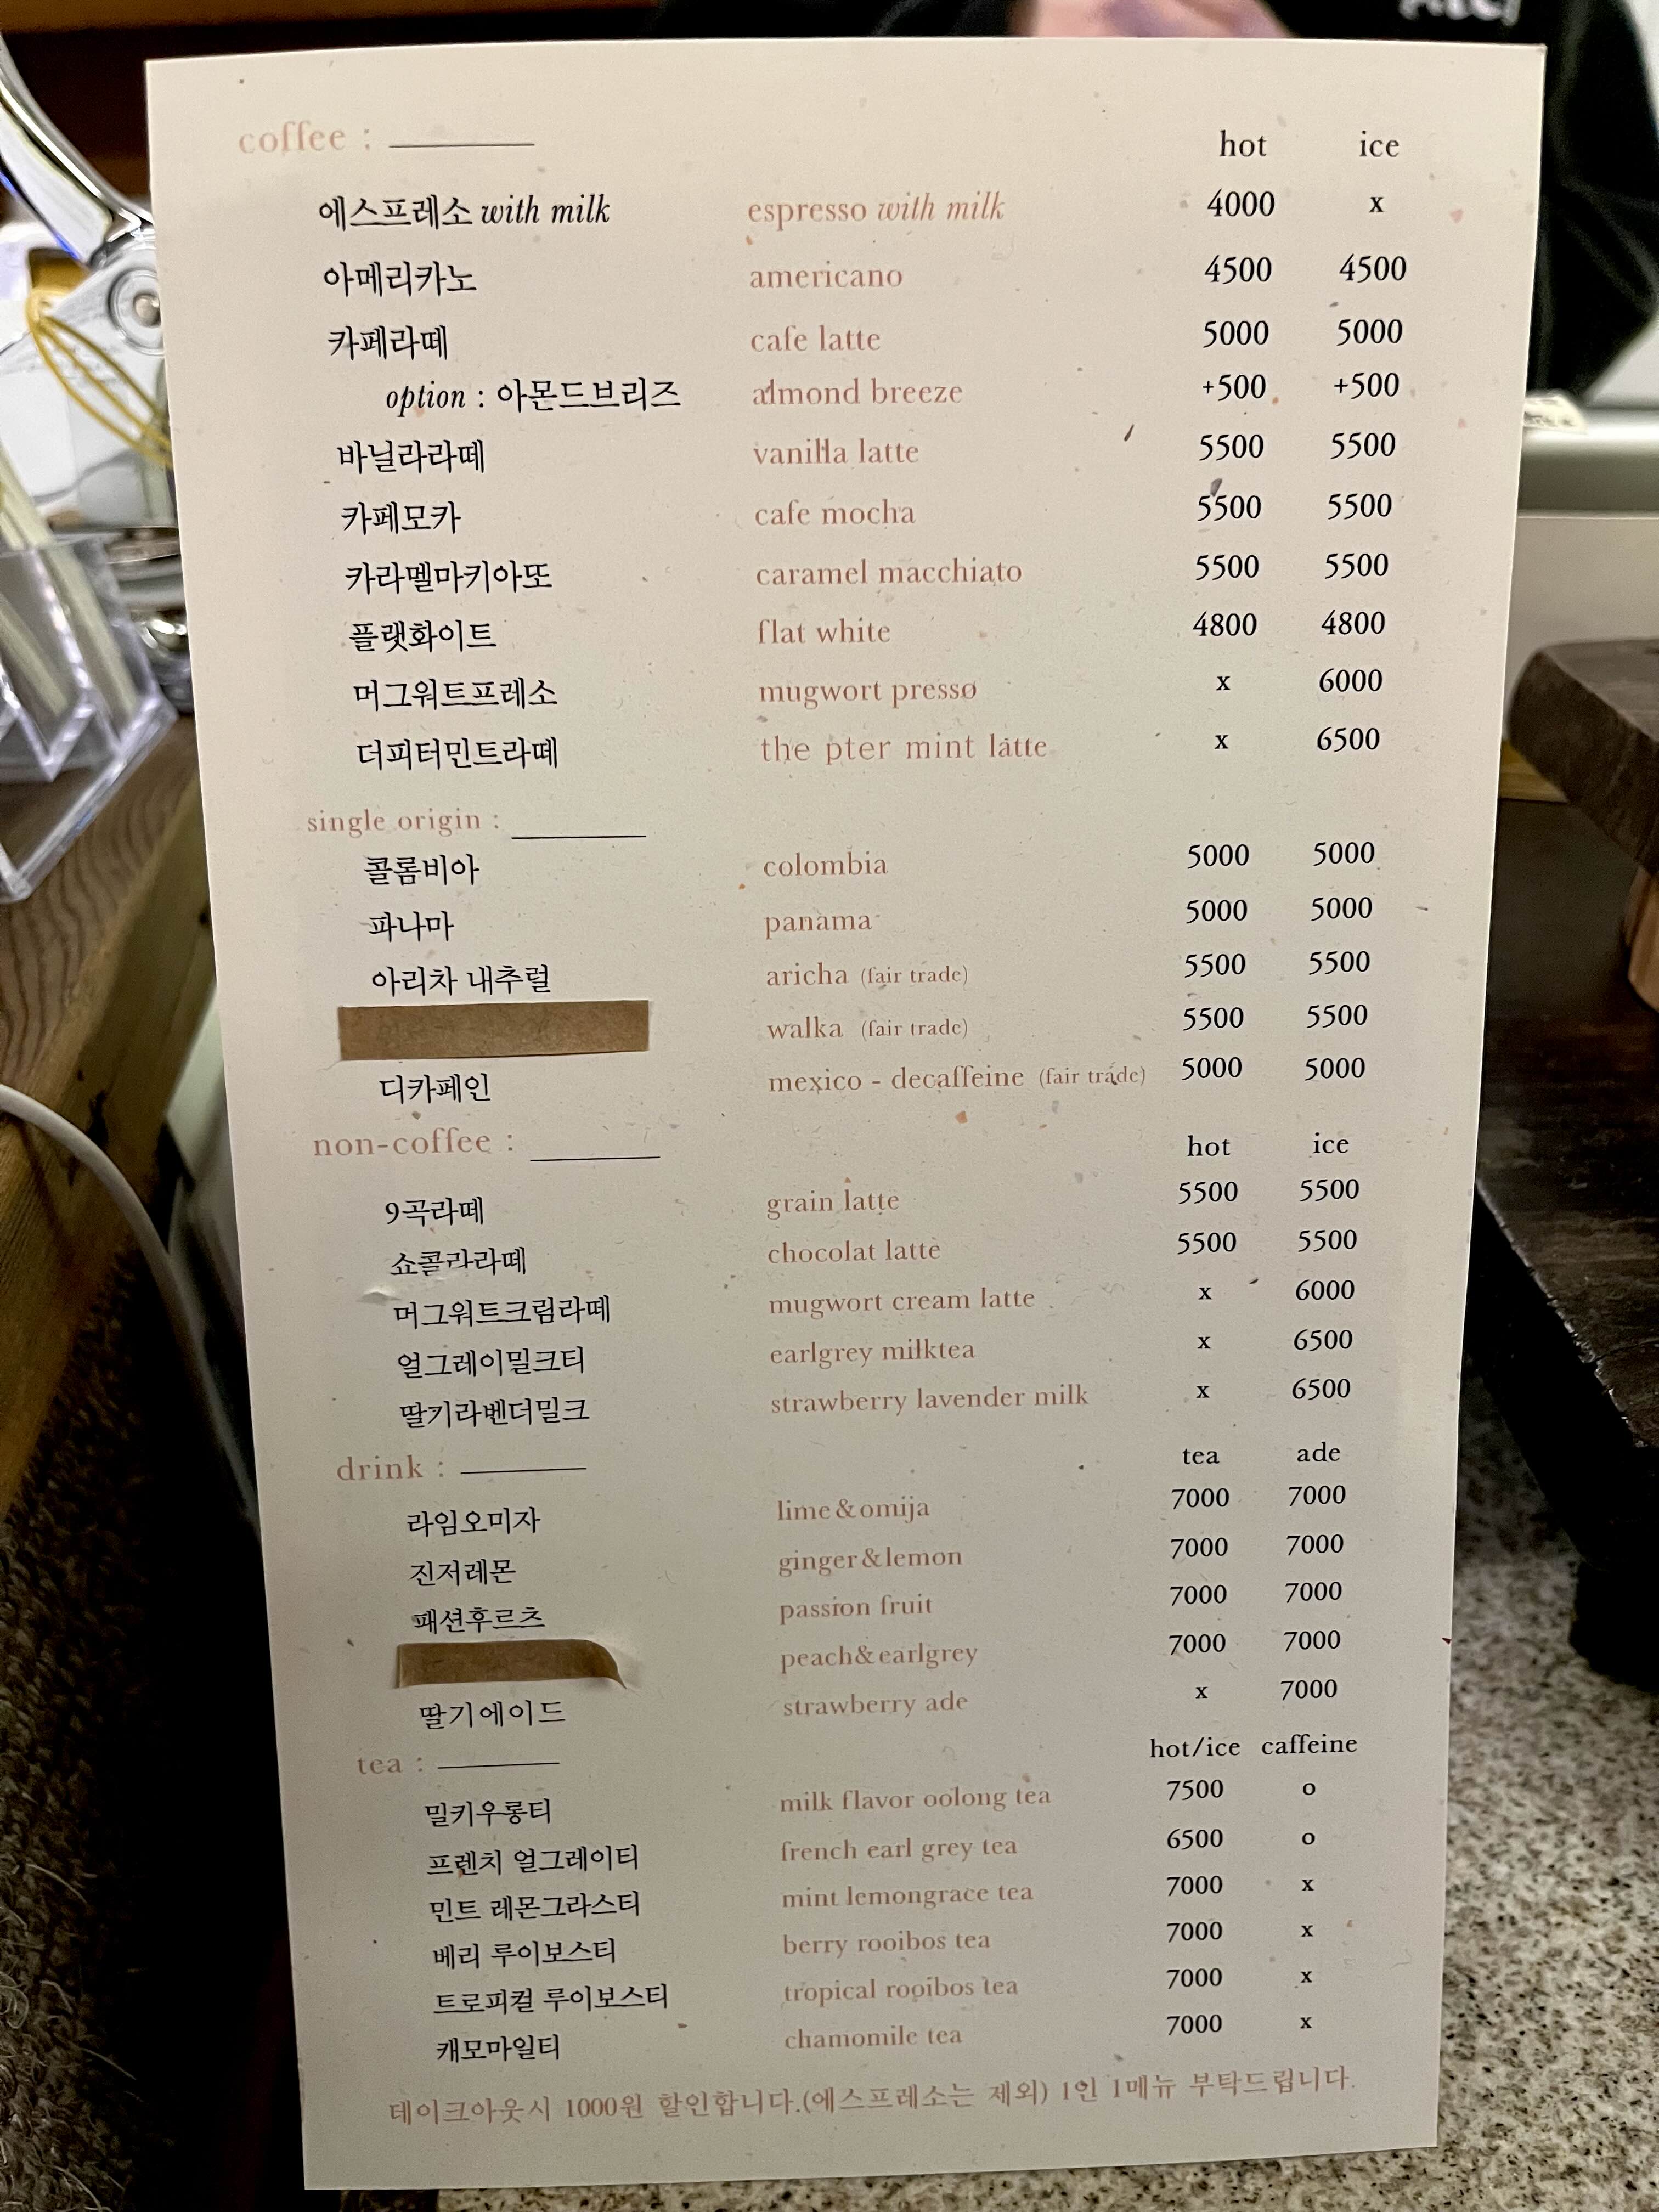 coffee : hot ice
에스프레소 with milk espresso with milk 4000 x
아메리카노 americano 4500 4500
카페라떼 cafe latte 5000 5000
option : 아몬드브리즈 almond breeze +500 +500
바닐라라떼 vanilla latte 5500 5500
카페모카 cafe mocha 5500 5500
카라멜마키아또 caramel macchiato 5500 5500
플랫화이트 flat white 4800 4800
머그워트프레소 mugwort presso x 6000
더피터민트라떼 the pter mint latte x 6500
single origin :
콜롬비아 colombia 5000 5000
파나마 panama 5000 5000
아리차 내추럴 aricha (fair trade) 5500 5500
walka (fair trade) 5500 5500
디카페인 mexico - decaffeine (fair trade) 5000 5000
non-coffee : hot ice
9곡라떼 grain latte 5500 5500
쇼콜라라떼 chocolat latte 5500 5500
머그워트크림라떼 mugwort cream latte x 6000
얼그레이밀크티 earlgrey milktea x 6500
딸기라벤더밀크 strawberry lavender milk x 6500
drink : tea ade
라임오미자 lime&omija 7000 7000
진저레몬 ginger&lemon 7000 7000
패션후르츠 passion fruit 7000 7000
peach&earlgrey 7000 7000
딸기에이드 strawberry ade x 7000
tea : hot/ice caffeine
밀키우롱티 milk flavor oolong tea 7500 o
프렌치 얼그레이티 french earl grey tea 6500 o
민트 레몬그라스티 mint lemongrace tea 7000 x
베리 루이보스티 berry rooibos tea 7000 x
트로피컬 루이보스티 tropical rooibos tea 7000 x
캐모마일티 chamomile tea 7000 x
테이크아웃시 1000원 할인합니다.(에스프레소는 제외) 1인 1메뉴 부탁드립니다.